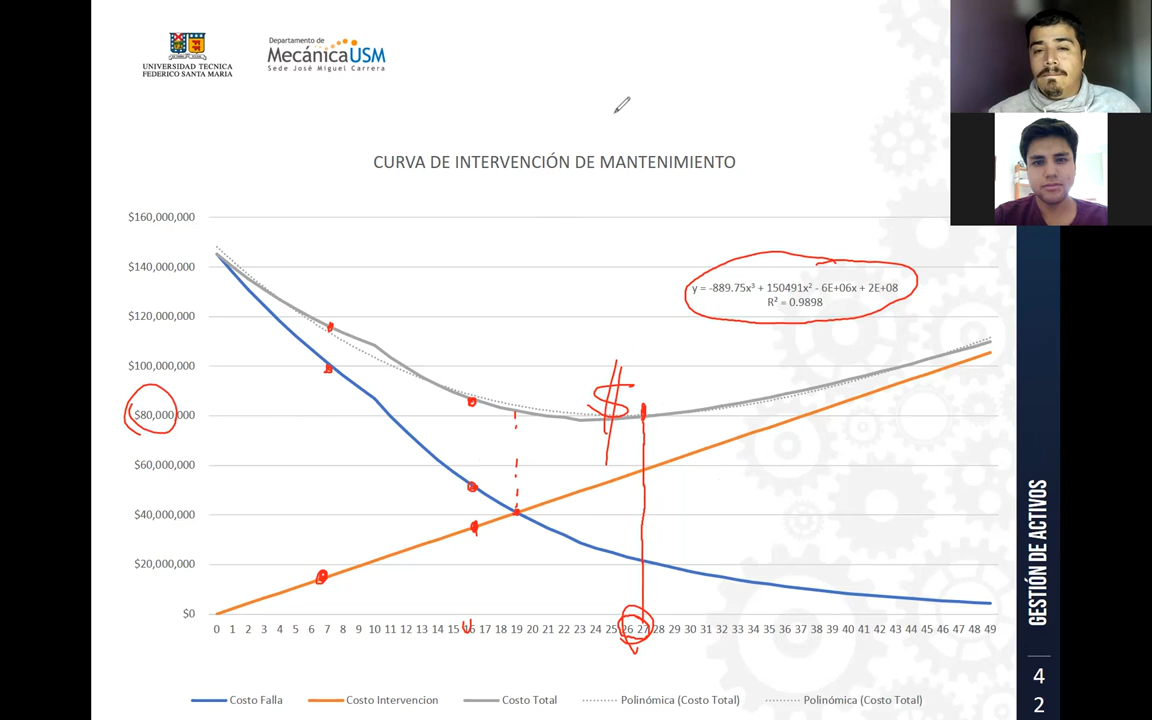 UNIVERSIDAD TECNICA
FEDERICO SANTA MARIA
Departamento de
MecánicaUSM
Sede José Miguel Carrera
CURVA DE INTERVENCIÓN DE MANTENIMIENTO
$160,000,000
$140,000,000
$120,000,000
$100,000,000
$80,000,000
$60,000,000
$40,000,000
$20,000,000
$0
y = -889.75x³ + 150491x² - 6E+06x + 2E+08
R² = 0.9898
$
0 1 2 3 4 5 6 7 8 9 10 11 12 13 14 15 16 17 18 19 20 21 22 23 24 25 26 27 28 29 30 31 32 33 34 35 36 37 38 39 40 41 42 43 44 45 46 47 48 49
Costo Falla Costo Intervencion Costo Total Polinómica (Costo Total) Polinómica (Costo Total)
GESTIÓN DE ACTIVOS
4
2